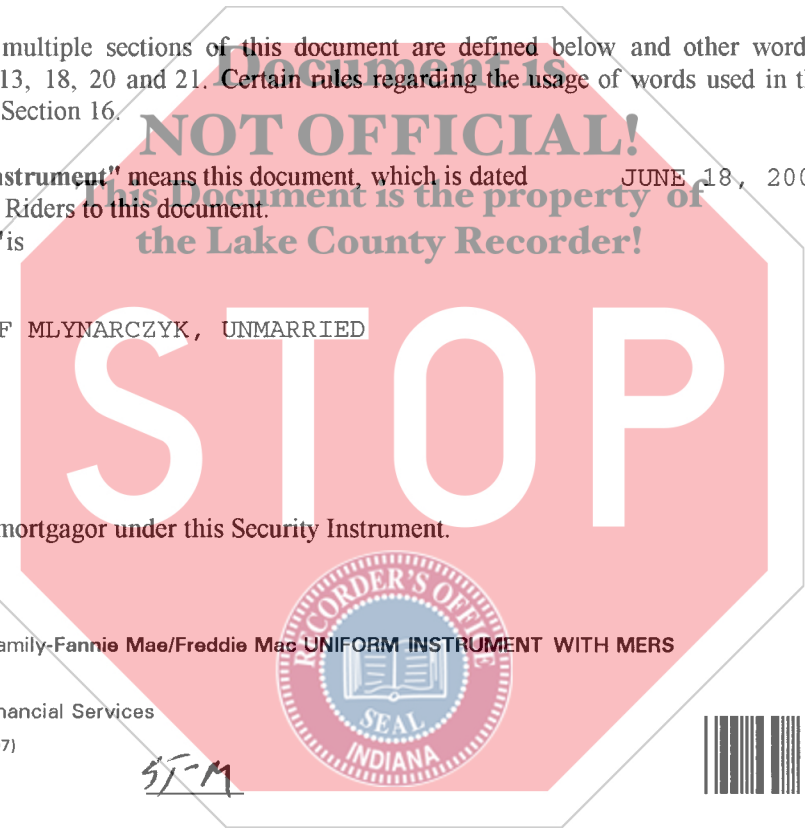 multiple sections of this document are defined below and other word
Document is
13, 18, 20 and 21. Certain rules regarding the usage of words used in t
Section 16.
NOT OFFICIAL!
nstrument" means this document, which is dated JUNE 18, 200
This Document is the property of
Riders to this document.
"is
the Lake County Recorder!
F MLYNARCZYK, UNMARRIED
STOP
mortgagor under this Security Instrument.
RECORDER'S OFFICE
amily-Fannie Mae/Freddie Mac UNIFORM INSTRUMENT WITH MERS
nancial Services
SEAL
7)
INDIANA
ST-M